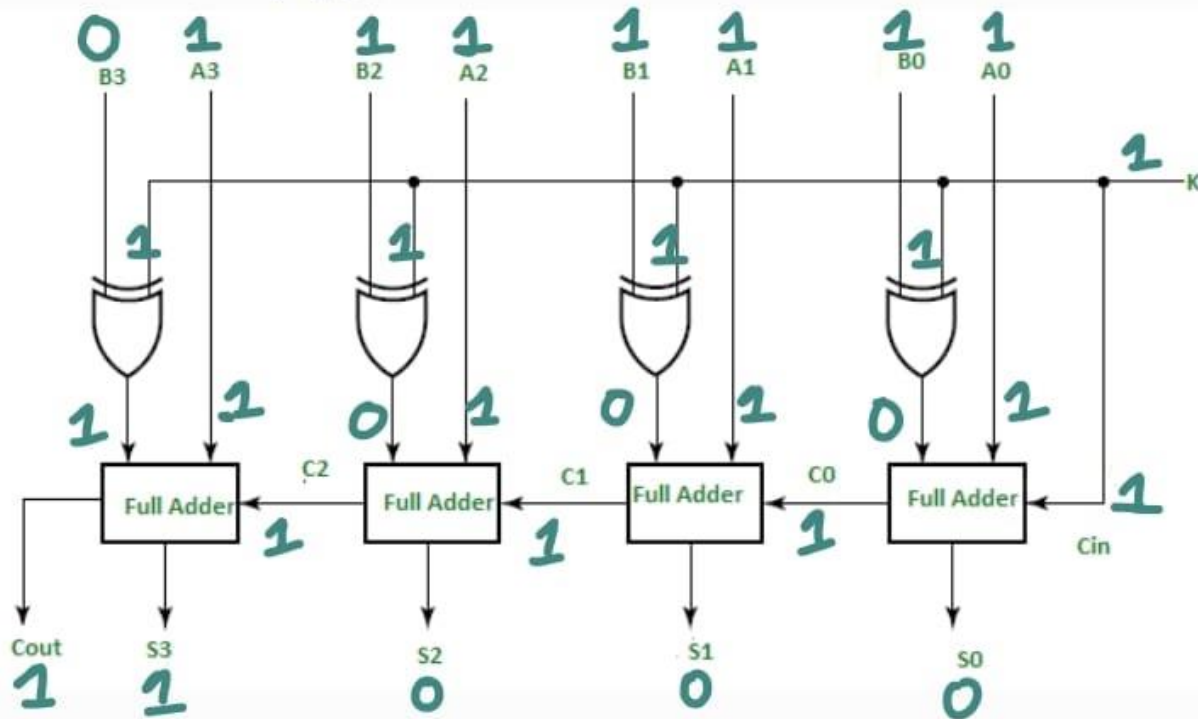 0 1 1 1 1 1 1 1
B3 A3 B2 A2 B1 A1 B0 A0
1
K
1 1 1 1
1 1 0 1 0 1 0 1
C2 C1 C0
Full Adder Full Adder Full Adder Full Adder 1
1 1 1 Cin
Cout S3 S2 S1 S0
1 1 0 0 0